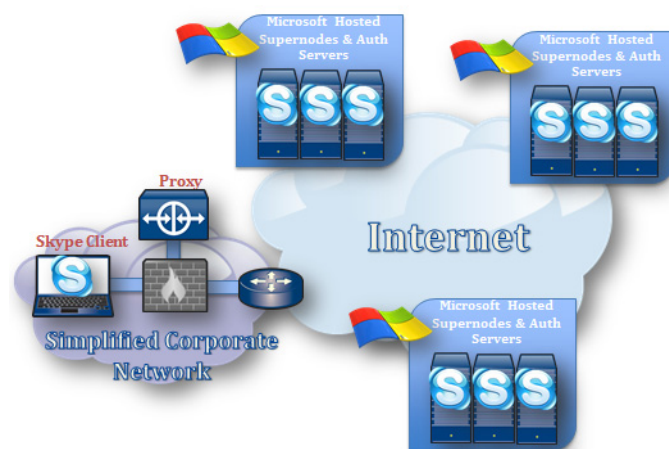 Microsoft Hosted
Supernodes & Auth
Servers
Microsoft Hosted
Supernodes & Auth
Servers
Proxy
Skype Client
Internet
Simplified Corporate
Network
Microsoft Hosted
Supernodes & Auth
Servers
S S S
S S S
S
S S S